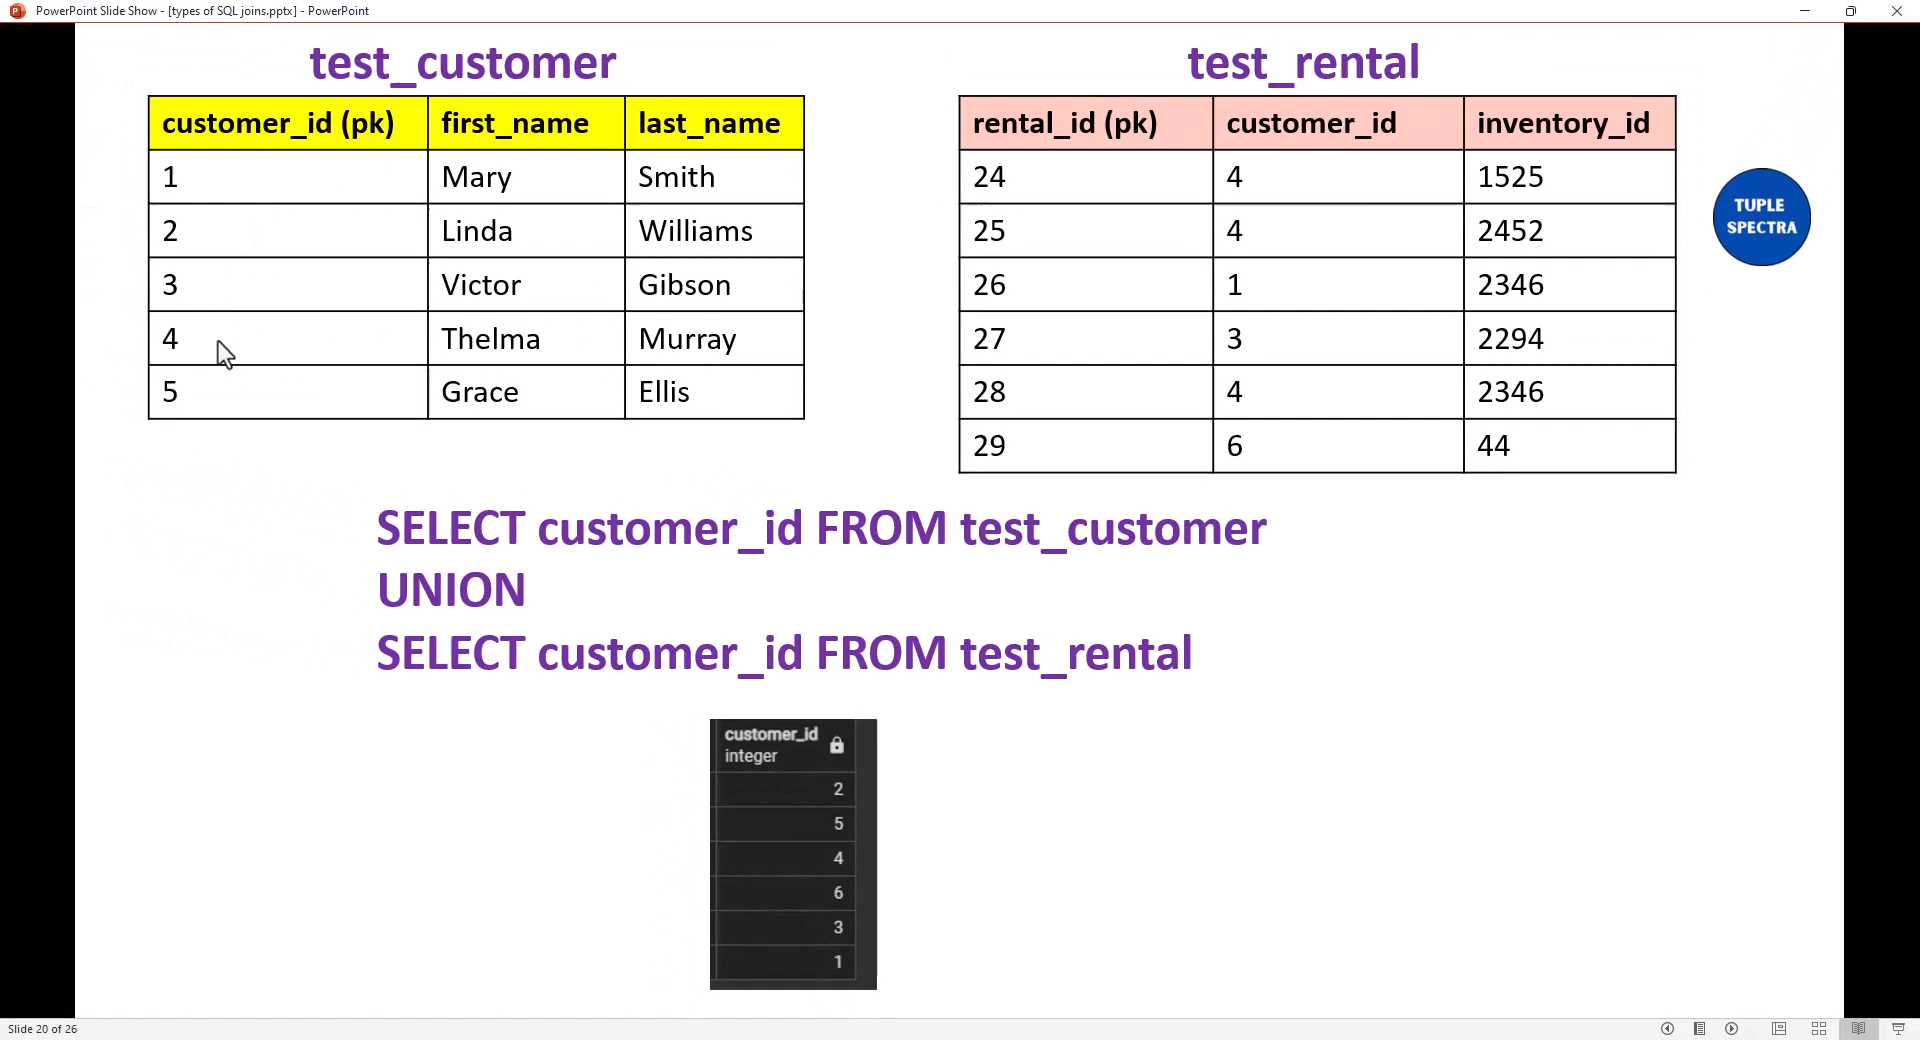 PowerPoint Slide Show - [types of SQL joins.pptx] - PowerPoint
test_customer
customer_id (pk) first_name last_name
1 Mary Smith
2 Linda Williams
3 Victor Gibson
4 Thelma Murray
5 Grace Ellis
test_rental
rental_id (pk) customer_id inventory_id
24 4 1525
25 4 2452
26 1 2346
27 3 2294
28 4 2346
29 6 44
TUPLE
SPECTRA
SELECT customer_id FROM test_customer
UNION
SELECT customer_id FROM test_rental
customer_id
integer
2
5
4
6
3
1
Slide 20 of 26